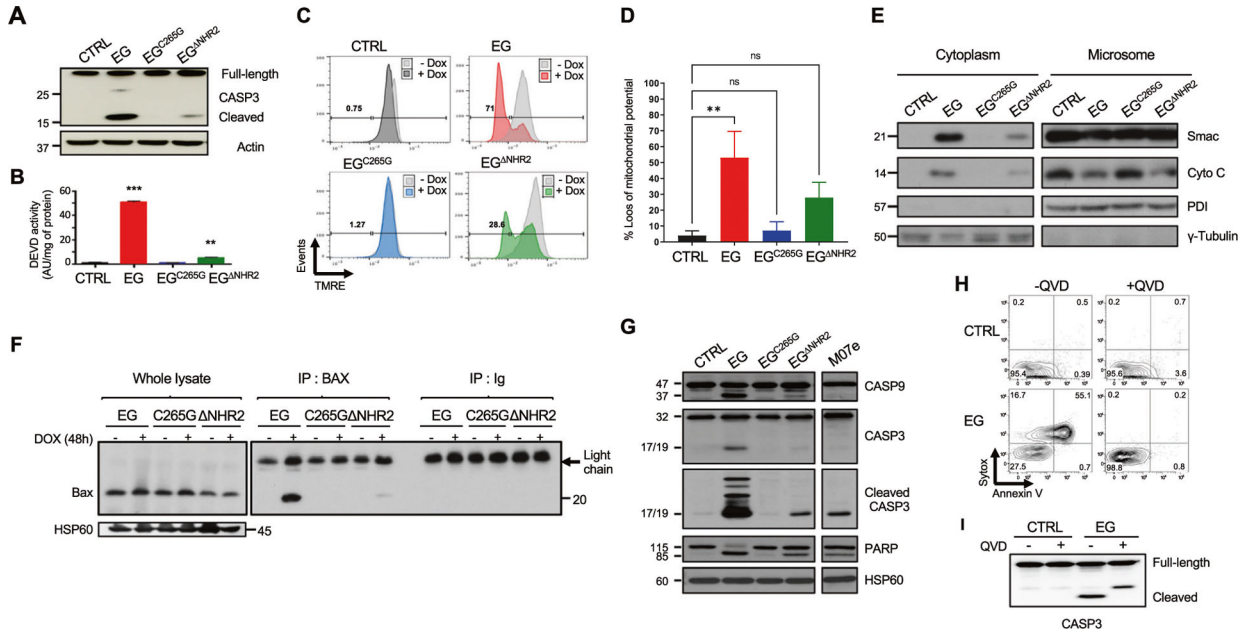 A
CTRL
EG
EG^C265G
EG^ΔNHR2
Full-length
25
CASP3
15
Cleaved
37
Actin
B
DEVD activity
(AU/mg of protein)
60
40
20
0
***
**
CTRL EG EG^C265G EG^ΔNHR2
C
CTRL
- Dox
+ Dox
0.75
EG
- Dox
+ Dox
71
EG^C265G
- Dox
+ Dox
1.27
EG^ΔNHR2
- Dox
+ Dox
28.6
Events
TMRE
D
% Loos of mitochondrial potential
100
90
80
70
60
50
40
30
20
10
0
ns
ns
**
CTRL EG EG^C265G EG^ΔNHR2
E
Cytoplasm Microsome
CTRL EG EG^C265G EG^ΔNHR2 CTRL EG EG^C265G EG^ΔNHR2
21 Smac
14 Cyto C
57 PDI
50 γ-Tubulin
F
Whole lysate IP : BAX IP : Ig
EG C265G ΔNHR2 EG C265G ΔNHR2 EG C265G ΔNHR2
DOX (48h) - + - + - + - + - + - + - + - + - +
Light
chain
Bax
20
HSP60 45
G
CTRL EG EG^C265G EG^ΔNHR2 M07e
47 CASP9
37
32 CASP3
17/19
Cleaved
CASP3
17/19
115 PARP
85
60 HSP60
H
-QVD +QVD
CTRL
0.2 0.5 0.2 0.7
95.4 0.39 95.6 3.6
EG
16.7 55.1 0.2 0.2
27.5 0.7 98.8 0.8
Sytox
Annexin V
I
CTRL EG
QVD - + - +
Full-length
Cleaved
CASP3